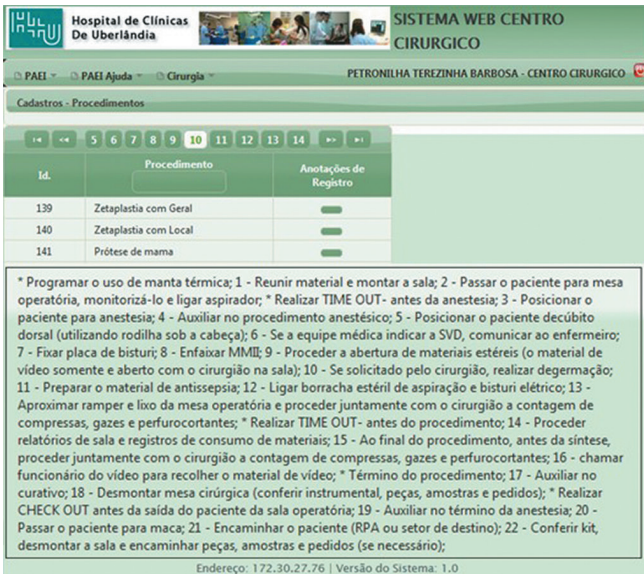 Hospital de Clínicas
De Uberlândia
SISTEMA WEB CENTRO
CIRURGICO
PAEI PAEI Ajuda Cirurgia PETRONILHA TEREZINHA BARBOSA - CENTRO CIRURGICO
Cadastros - Procedimentos
5 6 7 8 9 10 11 12 13 14
Id. Procedimento Anotações de
Registro
139 Zetaplastia com Geral
140 Zetaplastia com Local
141 Prótese de mama
* Programar o uso de manta térmica; 1 - Reunir material e montar a sala; 2 - Passar o paciente para mesa
operatória, monitorizá-lo e ligar aspirador; * Realizar TIME OUT- antes da anestesia; 3 - Posicionar o
paciente para anestesia; 4 - Auxiliar no procedimento anestésico; 5 - Posicionar o paciente decúbito
dorsal (utilizando rodilha sob a cabeça); 6 - Se a equipe médica indicar a SVD, comunicar ao enfermeiro;
7 - Fixar placa de bisturi; 8 - Enfaixar MMII; 9 - Proceder a abertura de materiais estéreis (o material de
vídeo somente e aberto com o cirurgião na sala); 10 - Se solicitado pelo cirurgião, realizar degermação;
11 - Preparar o material de antissepsia; 12 - Ligar borracha estéril de aspiração e bisturi elétrico; 13 -
Aproximar ramper e lixo da mesa operatória e proceder juntamente com o cirurgião a contagem de
compressas, gazes e perfurocortantes; * Realizar TIME OUT- antes do procedimento; 14 - Proceder
relatórios de sala e registros de consumo de materiais; 15 - Ao final do procedimento, antes da síntese,
proceder juntamente com o cirurgião a contagem de compressas, gazes e perfurocortantes; 16 - chamar
funcionário do vídeo para recolher o material de vídeo; * Término do procedimento; 17 - Auxiliar no
curativo; 18 - Desmontar mesa cirúrgica (conferir instrumental, peças, amostras e pedidos); * Realizar
CHECK OUT antes da saída do paciente da sala operatória; 19 - Auxiliar no término da anestesia; 20 -
Passar o paciente para maca; 21 - Encaminhar o paciente (RPA ou setor de destino); 22 - Conferir kit,
desmontar a sala e encaminhar peças, amostras e pedidos (se necessário);
Endereço: 172.30.27.76 | Versão do Sistema: 1.0